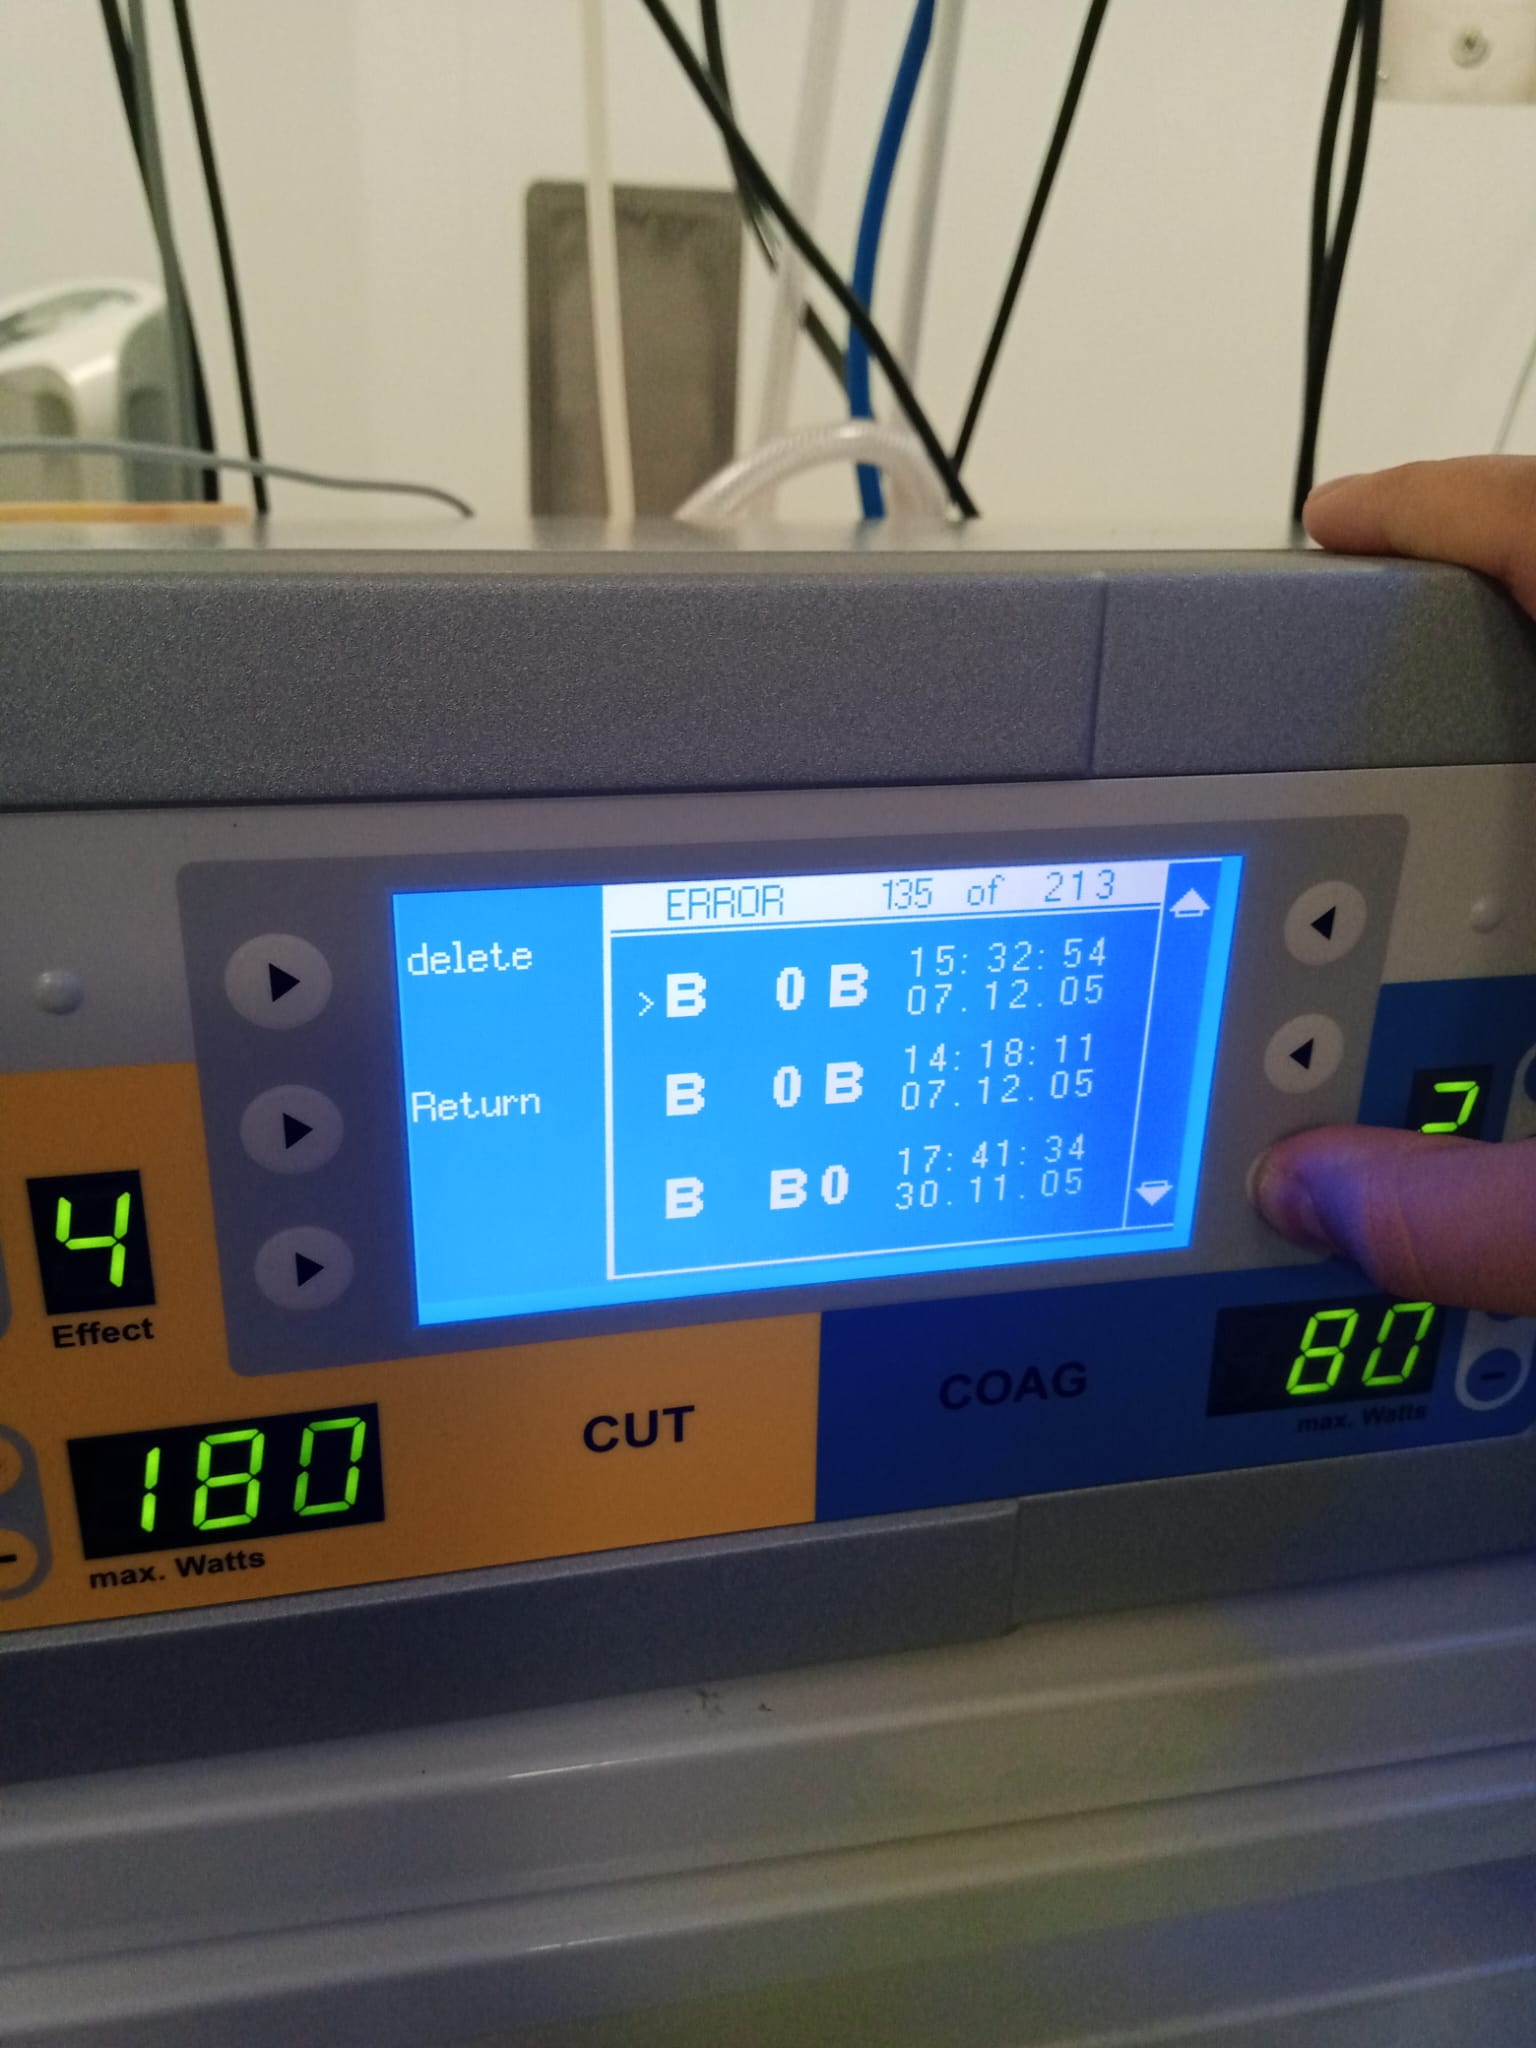 ERROR 135 of 213
delete
>B 0B 15:32:54
07.12.05
B 0B 14:18:11
07.12.05
Return
B B0 17:41:34
30.11.05
4
Effect
180
max. Watts
CUT
COAG
80
max. Watts